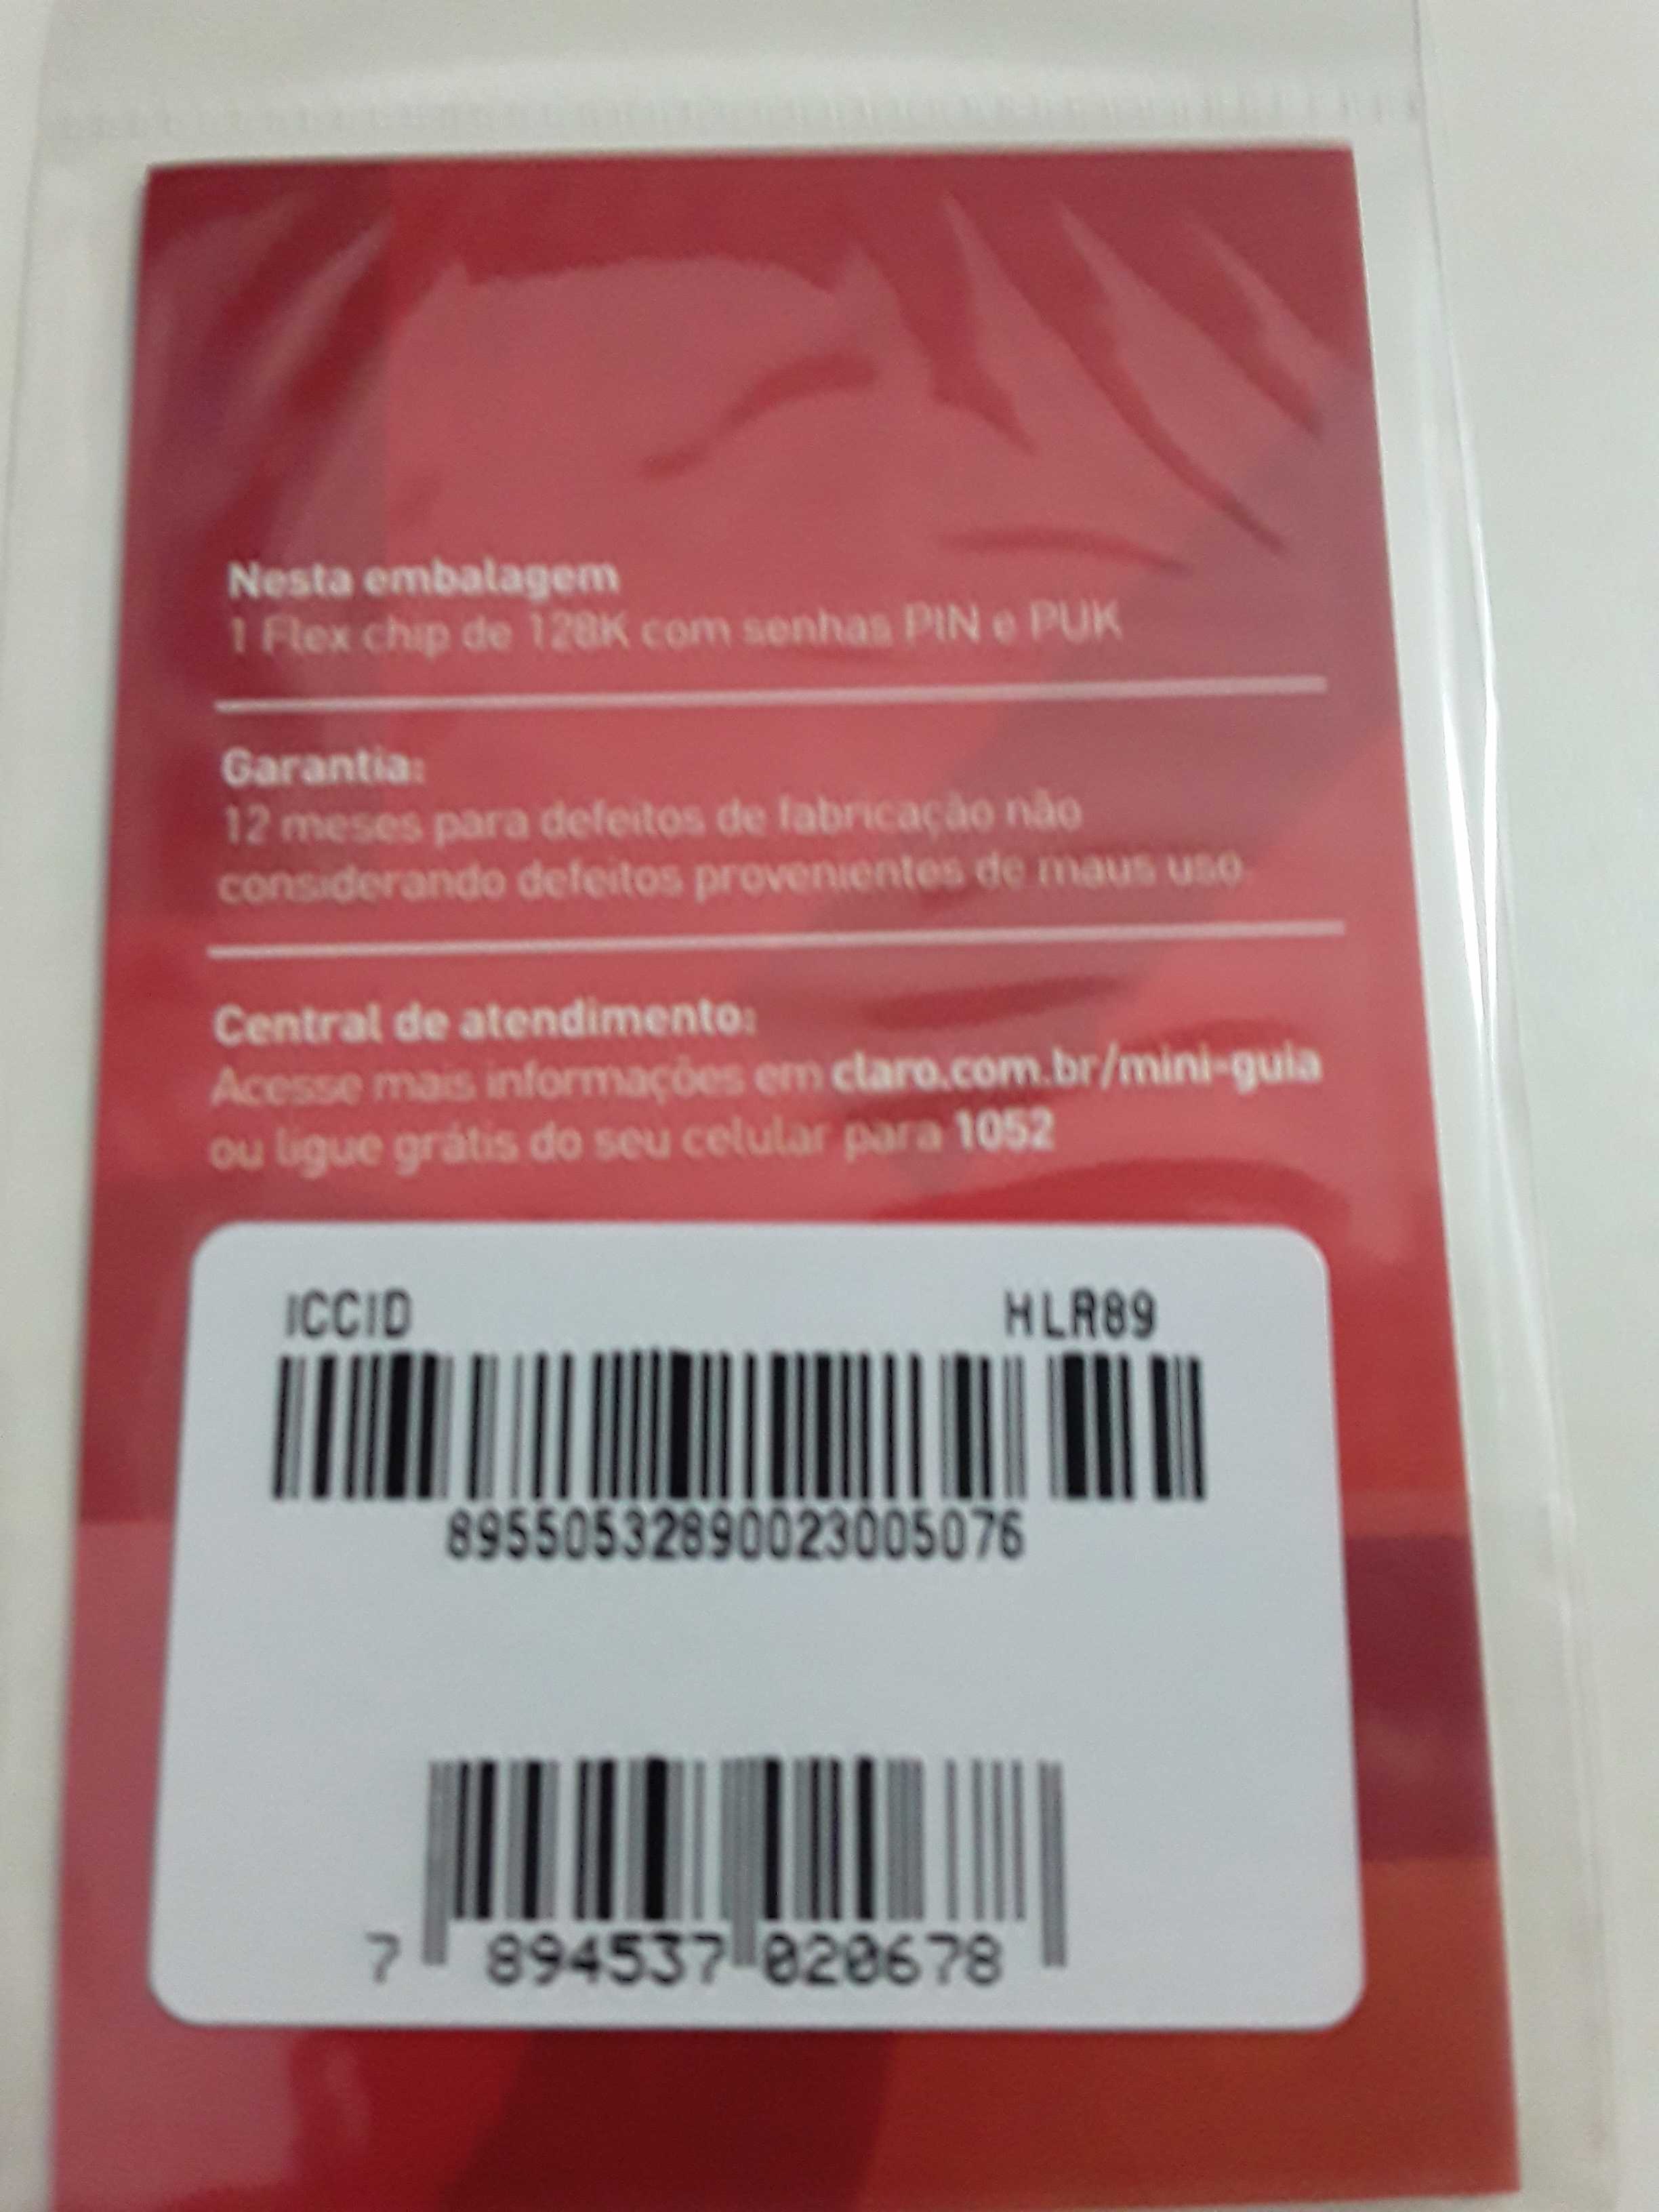 Nesta embalagem
1 Flex chip de 128K com senhas PIN e PUK
Garantia:
12 meses para defeitos de fabricação não
considerando defeitos provenientes de maus uso.
Central de atendimento:
Acesse mais informações em claro.com.br/mini-guia
ou ligue grátis do seu celular para 1052
ICCID HLR89
89550532890023005076
7 894537 020678